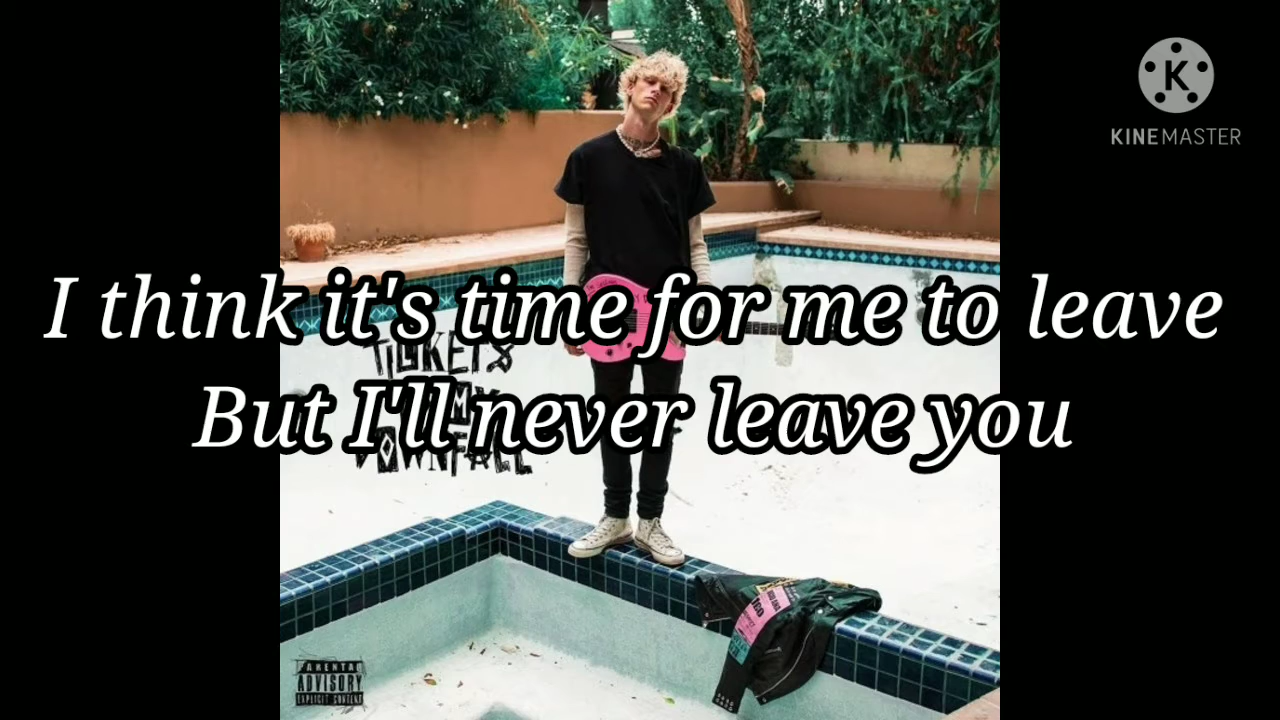 KINEMASTER
I think it's time for me to leave
But I'll never leave you
TICKETS
MY
DOWNFALL
PARENTAL
ADVISORY
EXPLICIT CONTENT